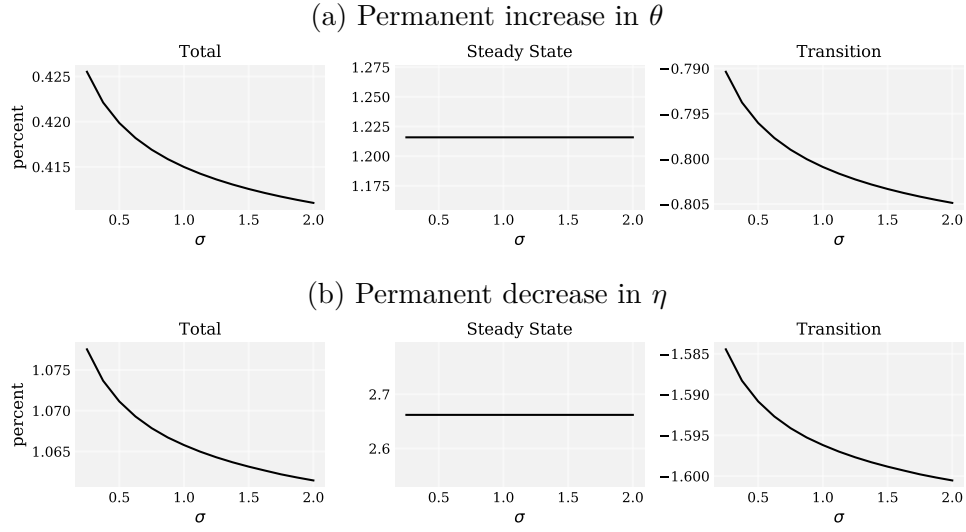 (a) Permanent increase in θ
Total
Steady State
Transition
percent
0.425
0.420
0.415
0.5 1.0 1.5 2.0
σ
1.275
1.250
1.225
1.200
1.175
0.5 1.0 1.5 2.0
σ
−0.790
−0.795
−0.800
−0.805
0.5 1.0 1.5 2.0
σ
(b) Permanent decrease in η
Total
Steady State
Transition
percent
1.075
1.070
1.065
0.5 1.0 1.5 2.0
σ
2.7
2.6
0.5 1.0 1.5 2.0
σ
−1.585
−1.590
−1.595
−1.600
0.5 1.0 1.5 2.0
σ